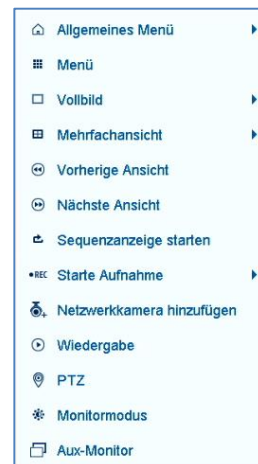 Allgemeines Menü
Menü
Vollbild
Mehrfachansicht
Vorherige Ansicht
Nächste Ansicht
Sequenzanzeige starten
REC Starte Aufnahme
Netzwerkkamera hinzufügen
Wiedergabe
PTZ
Monitormodus
Aux-Monitor